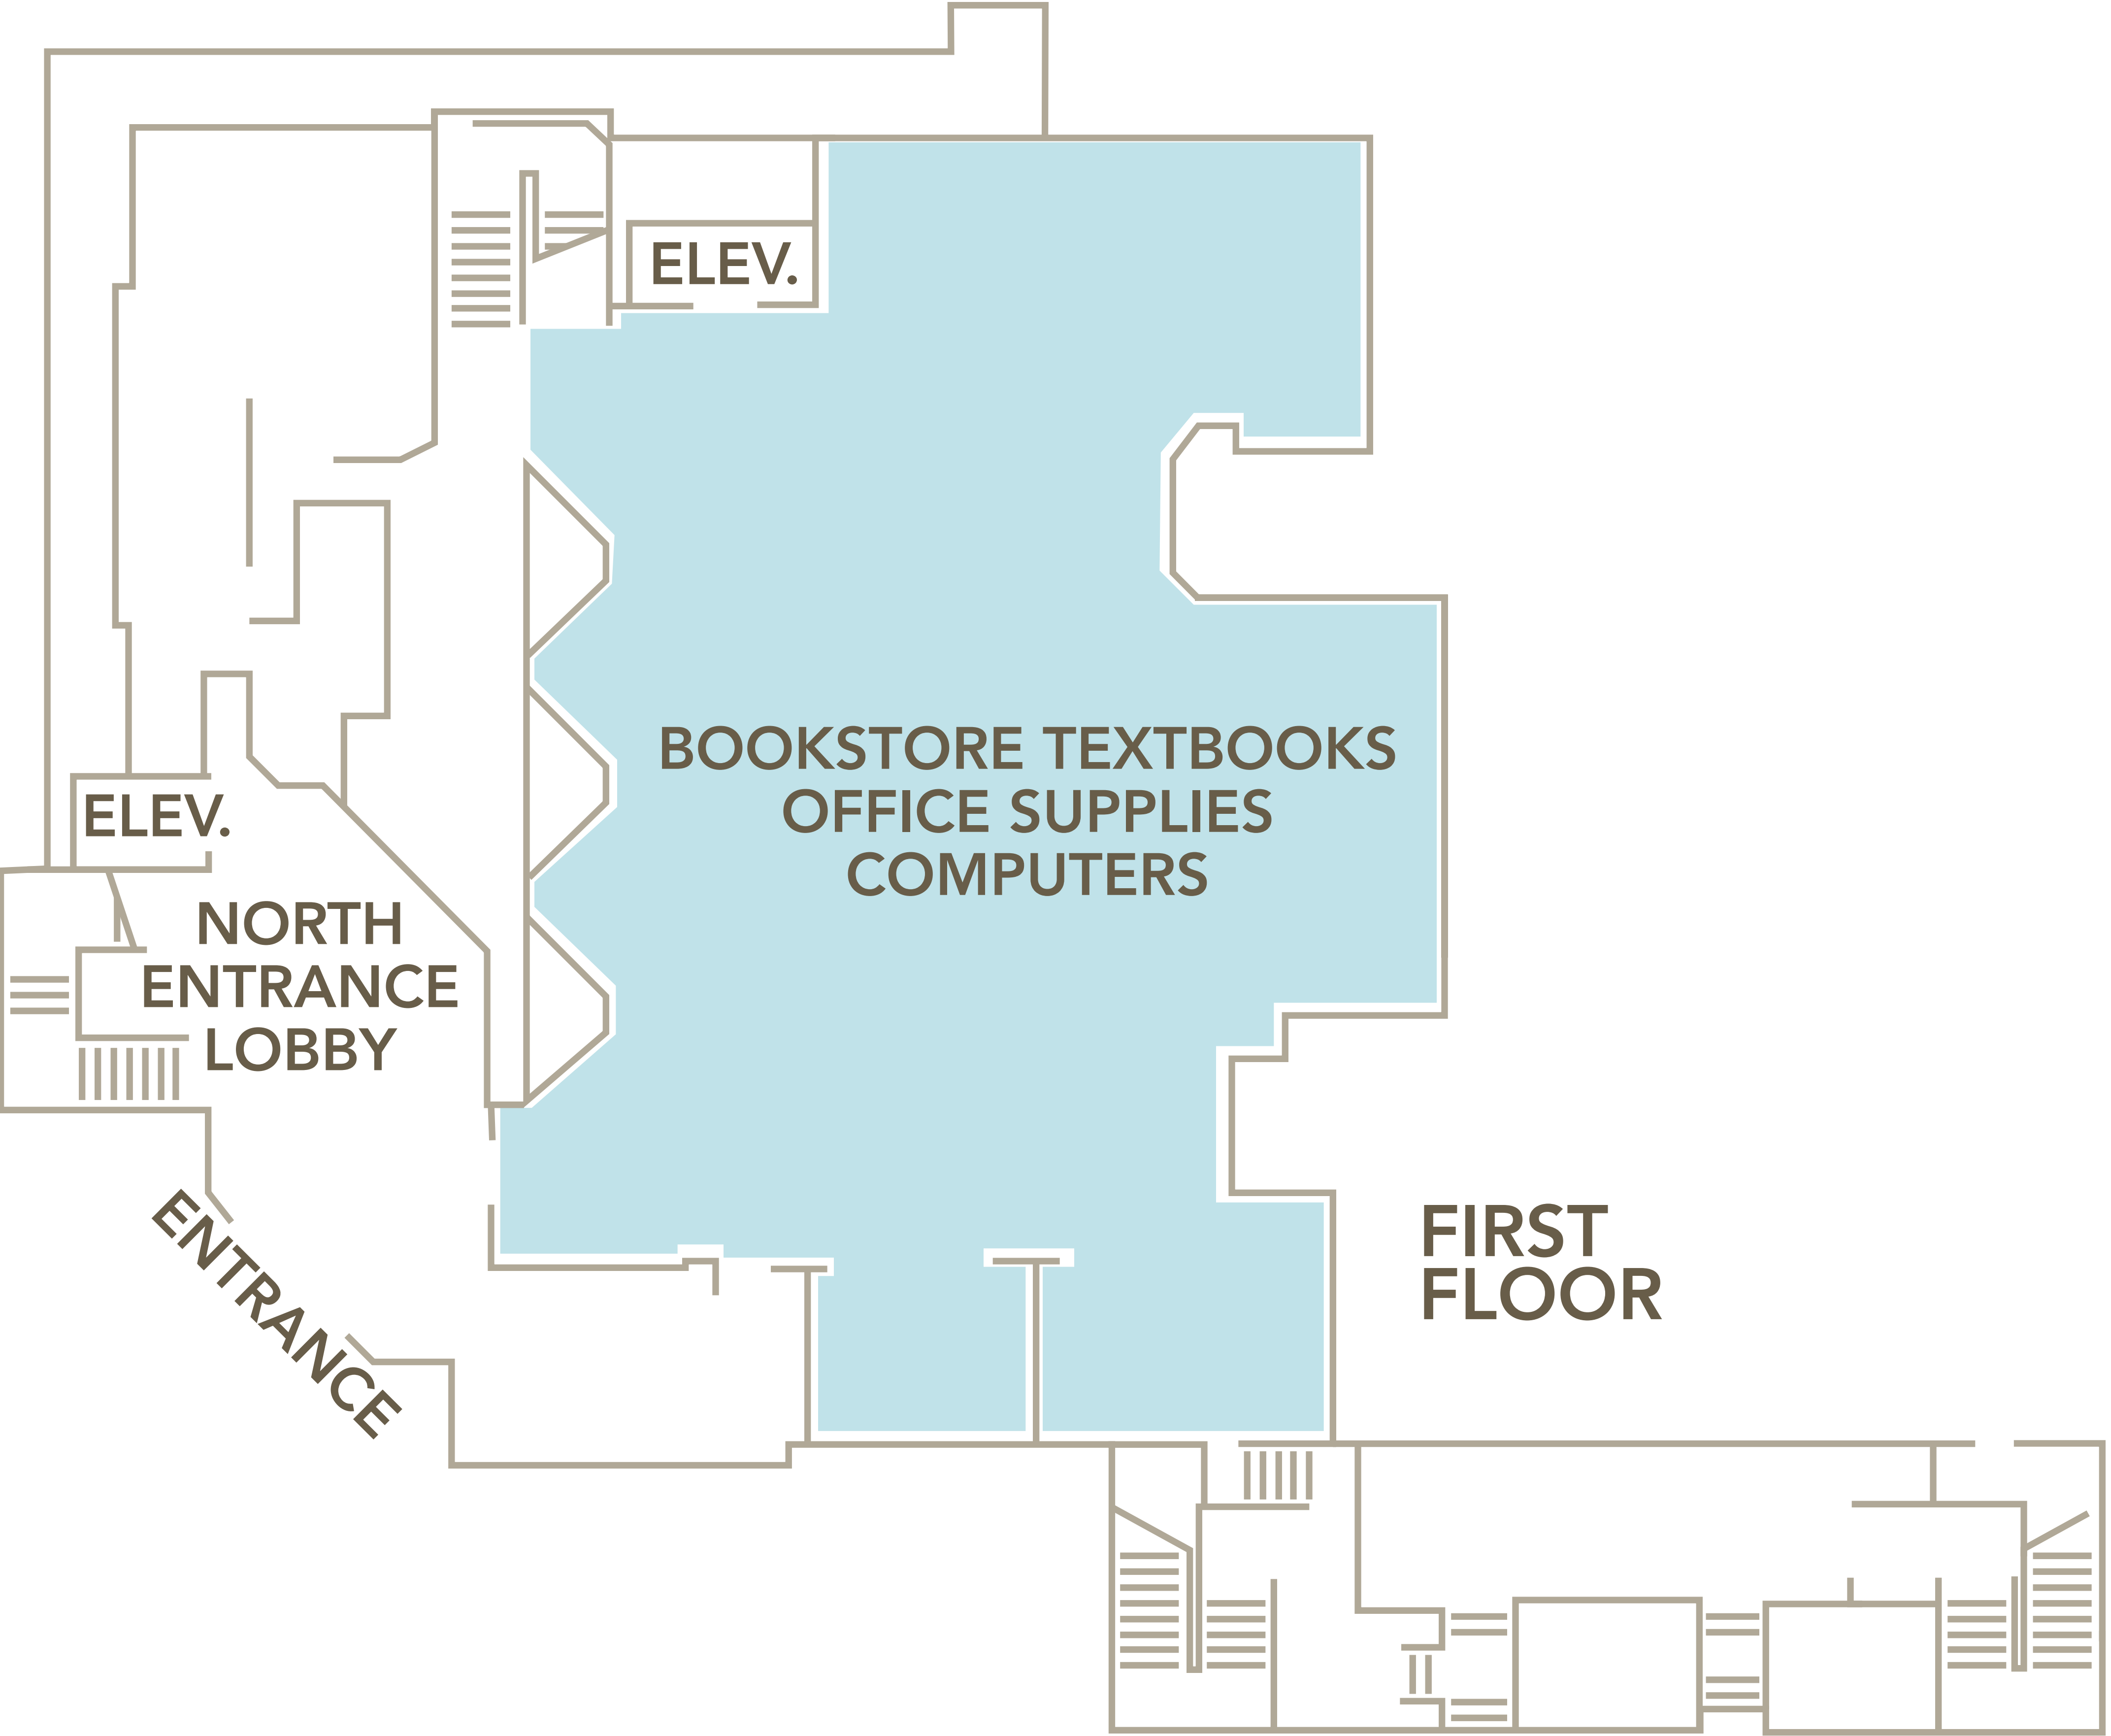 ELEV.
BOOKSTORE TEXTBOOKS
OFFICE SUPPLIES
COMPUTERS
ELEV.
NORTH
ENTRANCE
LOBBY
ENTRANCE
FIRST
FLOOR